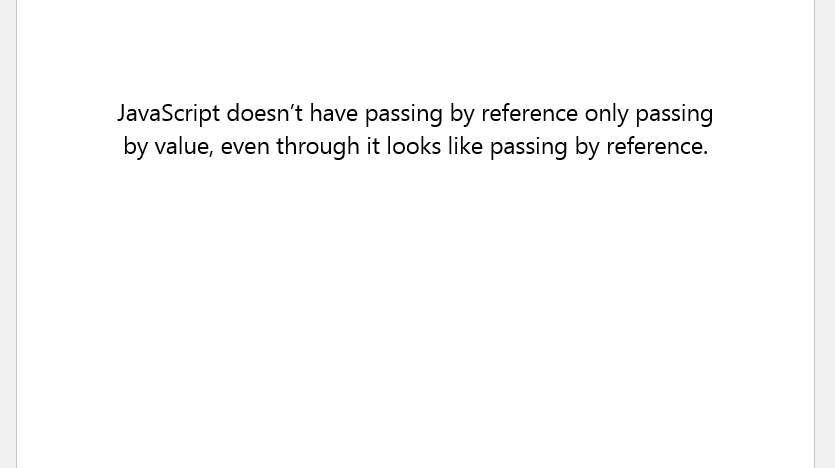 JavaScript doesn’t have passing by reference only passing
by value, even through it looks like passing by reference.